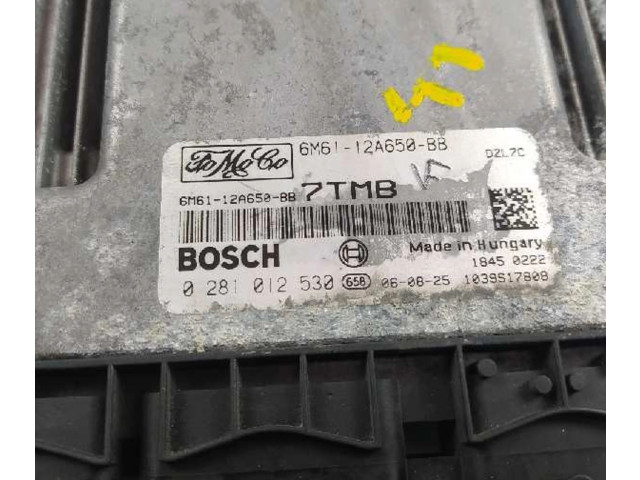 FoMoCo 6M61-12A650-BB D2L7C
6M61-12A650-BB 7TMB
BOSCH Made in Hungary
1845 0222
0 281 012 530 G58 06-08-25 1039S17808